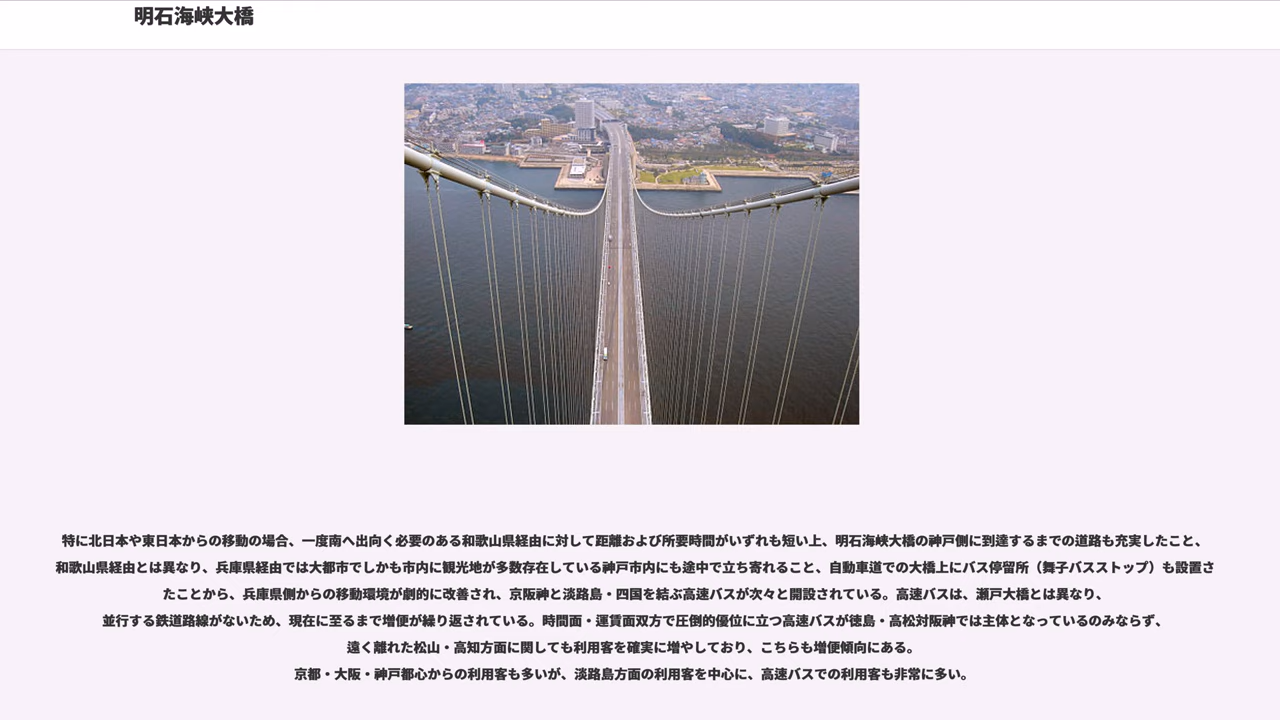 明石海峡大橋
特に北日本や東日本からの移動の場合、一度南へ出向く必要のある和歌山県経由に対して距離および所要時間がいずれも短い上、明石海峡大橋の神戸側に到達するまでの道路も充実したこと、
和歌山県経由とは異なり、兵庫県経由では大都市でしかも市内に観光地が多数存在している神戸市内にも途中で立ち寄れること、自動車道での大橋上にバス停留所（舞子バスストップ）も設置さ
たことから、兵庫県側からの移動環境が劇的に改善され、京阪神と淡路島・四国を結ぶ高速バスが次々と開設されている。高速バスは、瀬戸大橋とは異なり、
並行する鉄道路線がないため、現在に至るまで増便が繰り返されている。時間面・運賃面双方で圧倒的優位に立つ高速バスが徳島・高松対阪神では主体となっているのみならず、
遠く離れた松山・高知方面に関しても利用客を確実に増やしており、こちらも増便傾向にある。
京都・大阪・神戸都心からの利用客も多いが、淡路島方面の利用客を中心に、高速バスでの利用客も非常に多い。